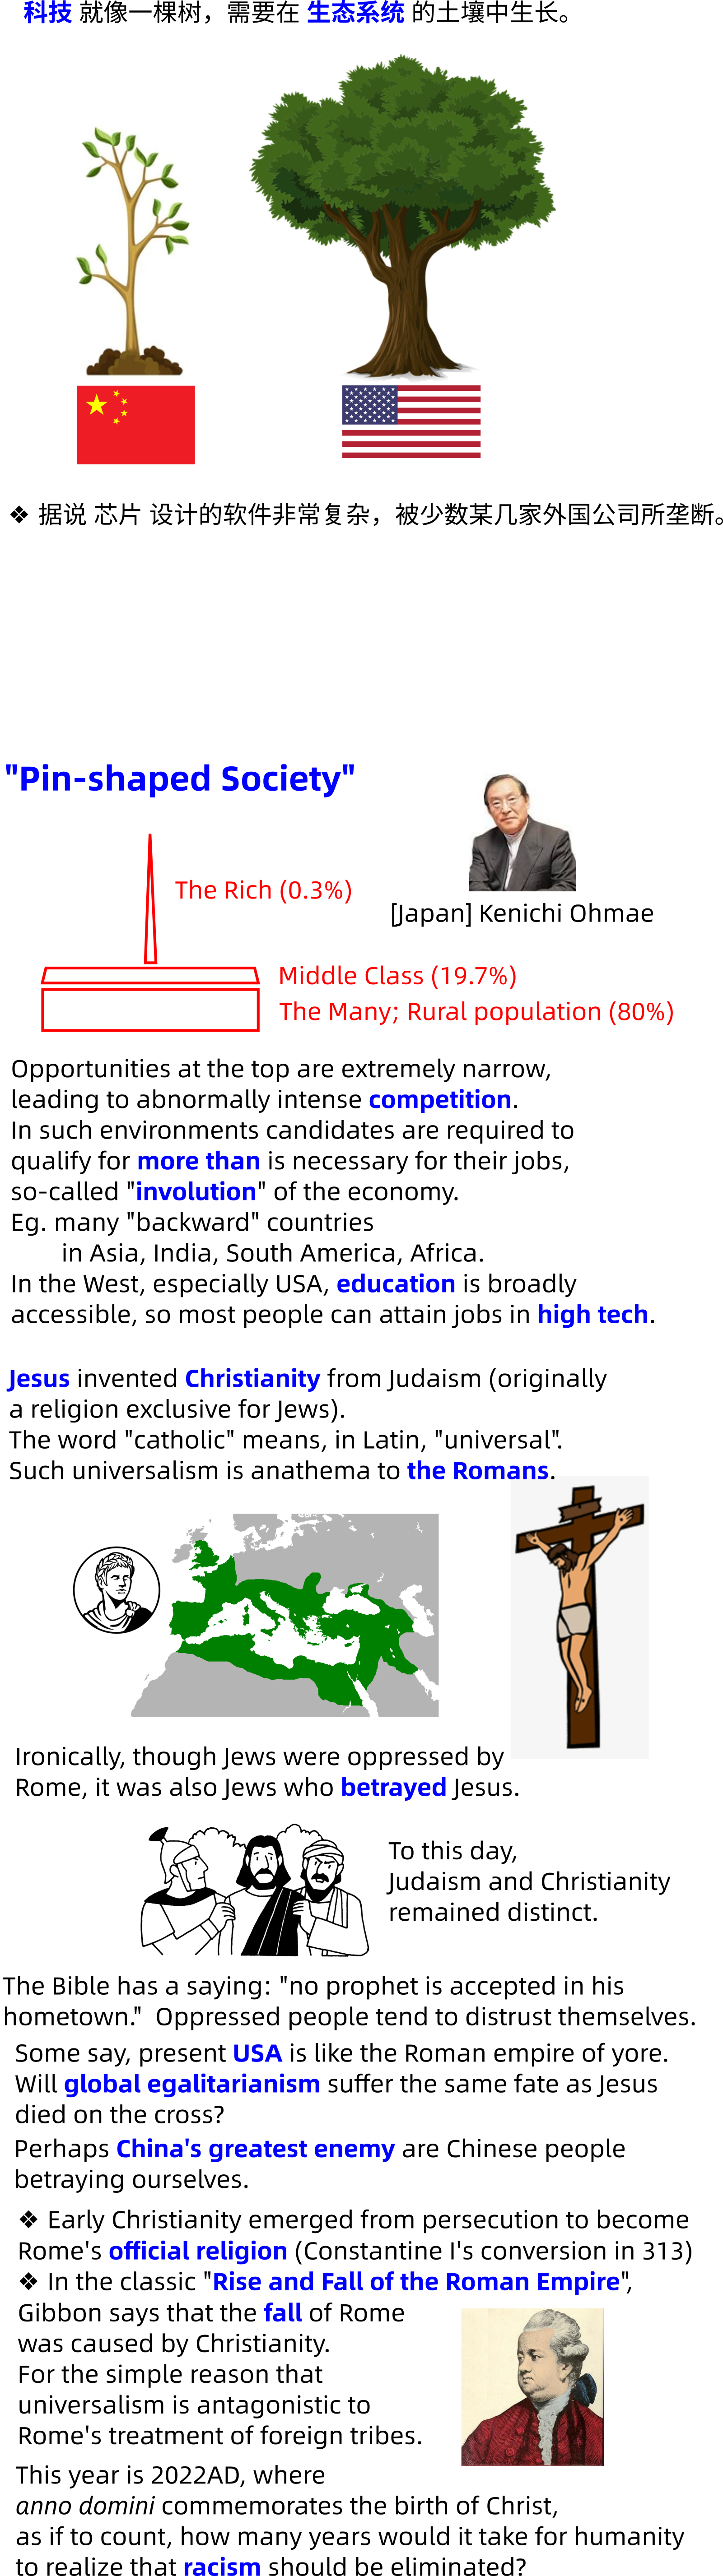 科技 就像一棵树，需要在 生态系统 的土壤中生长。
❖ 据说 芯片 设计的软件非常复杂，被少数某几家外国公司所垄断。
"Pin-shaped Society"
The Rich (0.3%)
[Japan] Kenichi Ohmae
Middle Class (19.7%)
The Many; Rural population (80%)
Opportunities at the top are extremely narrow,
leading to abnormally intense competition.
In such environments candidates are required to
qualify for more than is necessary for their jobs,
so-called "involution" of the economy.
Eg. many "backward" countries
in Asia, India, South America, Africa.
In the West, especially USA, education is broadly
accessible, so most people can attain jobs in high tech.
Jesus invented Christianity from Judaism (originally
a religion exclusive for Jews).
The word "catholic" means, in Latin, "universal".
Such universalism is anathema to the Romans.
Ironically, though Jews were oppressed by
Rome, it was also Jews who betrayed Jesus.
To this day,
Judaism and Christianity
remained distinct.
The Bible has a saying: "no prophet is accepted in his
hometown."  Oppressed people tend to distrust themselves.
Some say, present USA is like the Roman empire of yore.
Will global egalitarianism suffer the same fate as Jesus
died on the cross?
Perhaps China's greatest enemy are Chinese people
betraying ourselves.
❖ Early Christianity emerged from persecution to become
Rome's official religion (Constantine I's conversion in 313)
❖ In the classic "Rise and Fall of the Roman Empire",
Gibbon says that the fall of Rome
was caused by Christianity.
For the simple reason that
universalism is antagonistic to
Rome's treatment of foreign tribes.
This year is 2022AD, where
anno domini commemorates the birth of Christ,
as if to count, how many years would it take for humanity
to realize that racism should be eliminated?